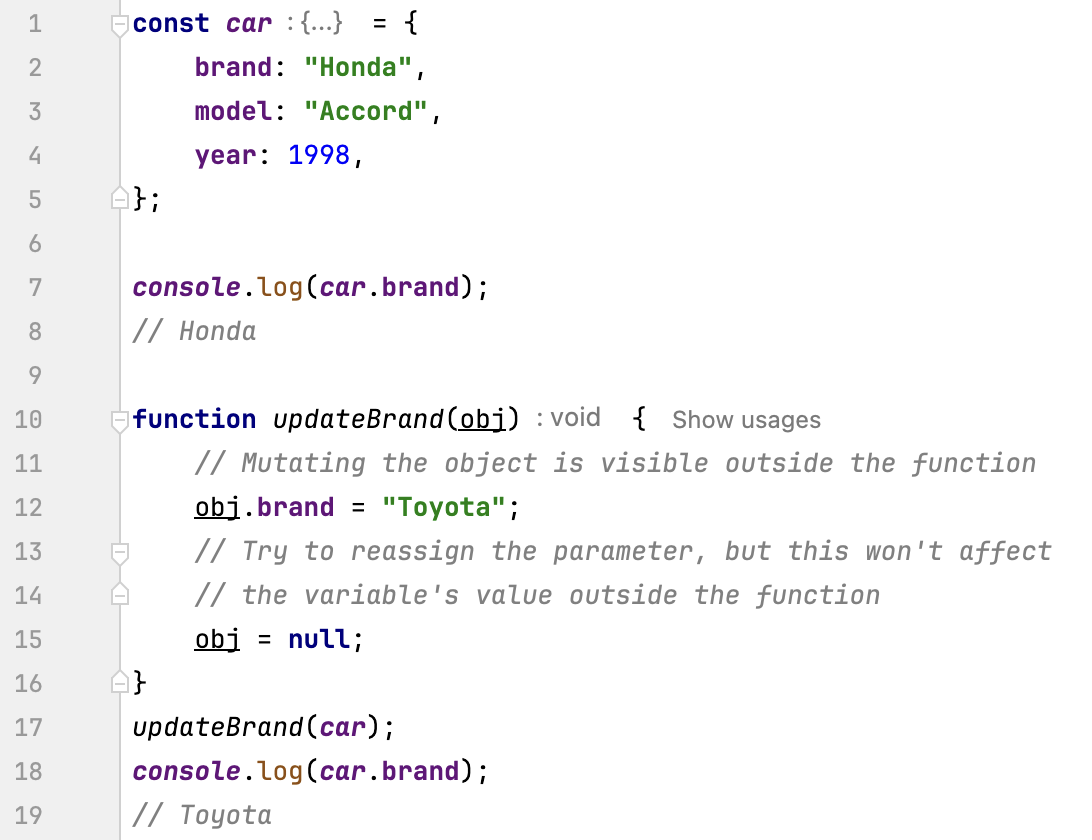 1 const car : {...} = {
2 brand: "Honda",
3 model: "Accord",
4 year: 1998,
5 };
6
7 console.log(car.brand);
8 // Honda
9
10 function updateBrand(obj) : void { Show usages
11 // Mutating the object is visible outside the function
12 obj.brand = "Toyota";
13 // Try to reassign the parameter, but this won't affect
14 // the variable's value outside the function
15 obj = null;
16 }
17 updateBrand(car);
18 console.log(car.brand);
19 // Toyota